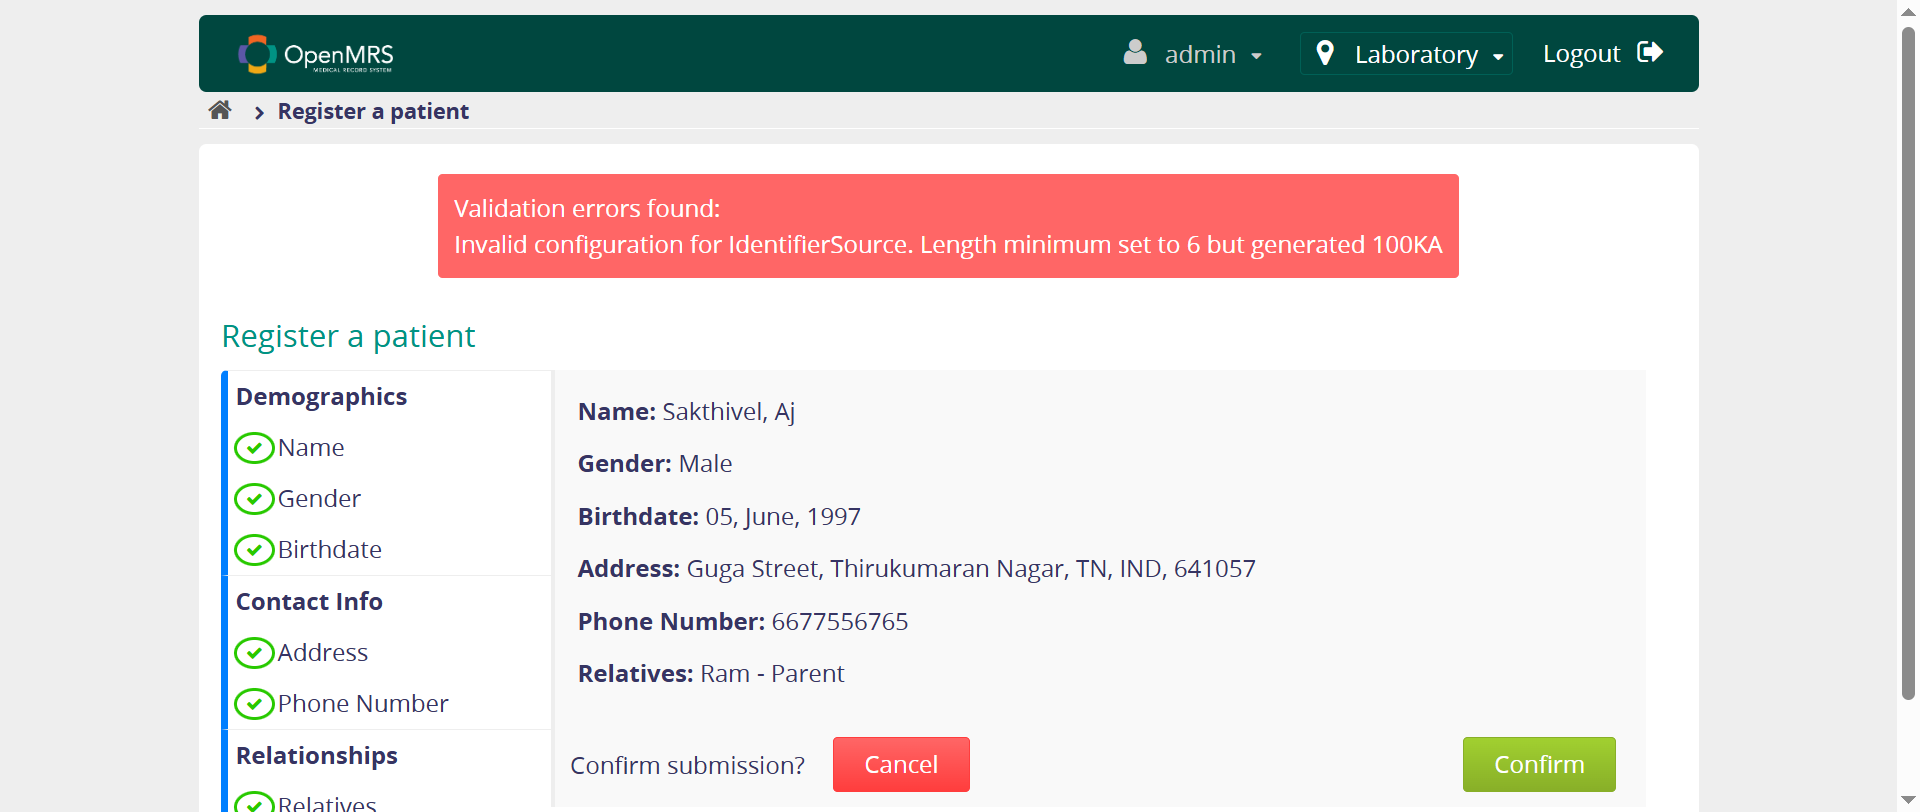 OpenMRS
MEDICAL RECORD SYSTEM
admin
Laboratory
Logout
Register a patient
Validation errors found:
Invalid configuration for IdentifierSource. Length minimum set to 6 but generated 100KA
Register a patient
Demographics
Name
Gender
Birthdate
Contact Info
Address
Phone Number
Relationships
Relatives
Name: Sakthivel, Aj
Gender: Male
Birthdate: 05, June, 1997
Address: Guga Street, Thirukumaran Nagar, TN, IND, 641057
Phone Number: 6677556765
Relatives: Ram - Parent
Confirm submission?
Cancel
Confirm